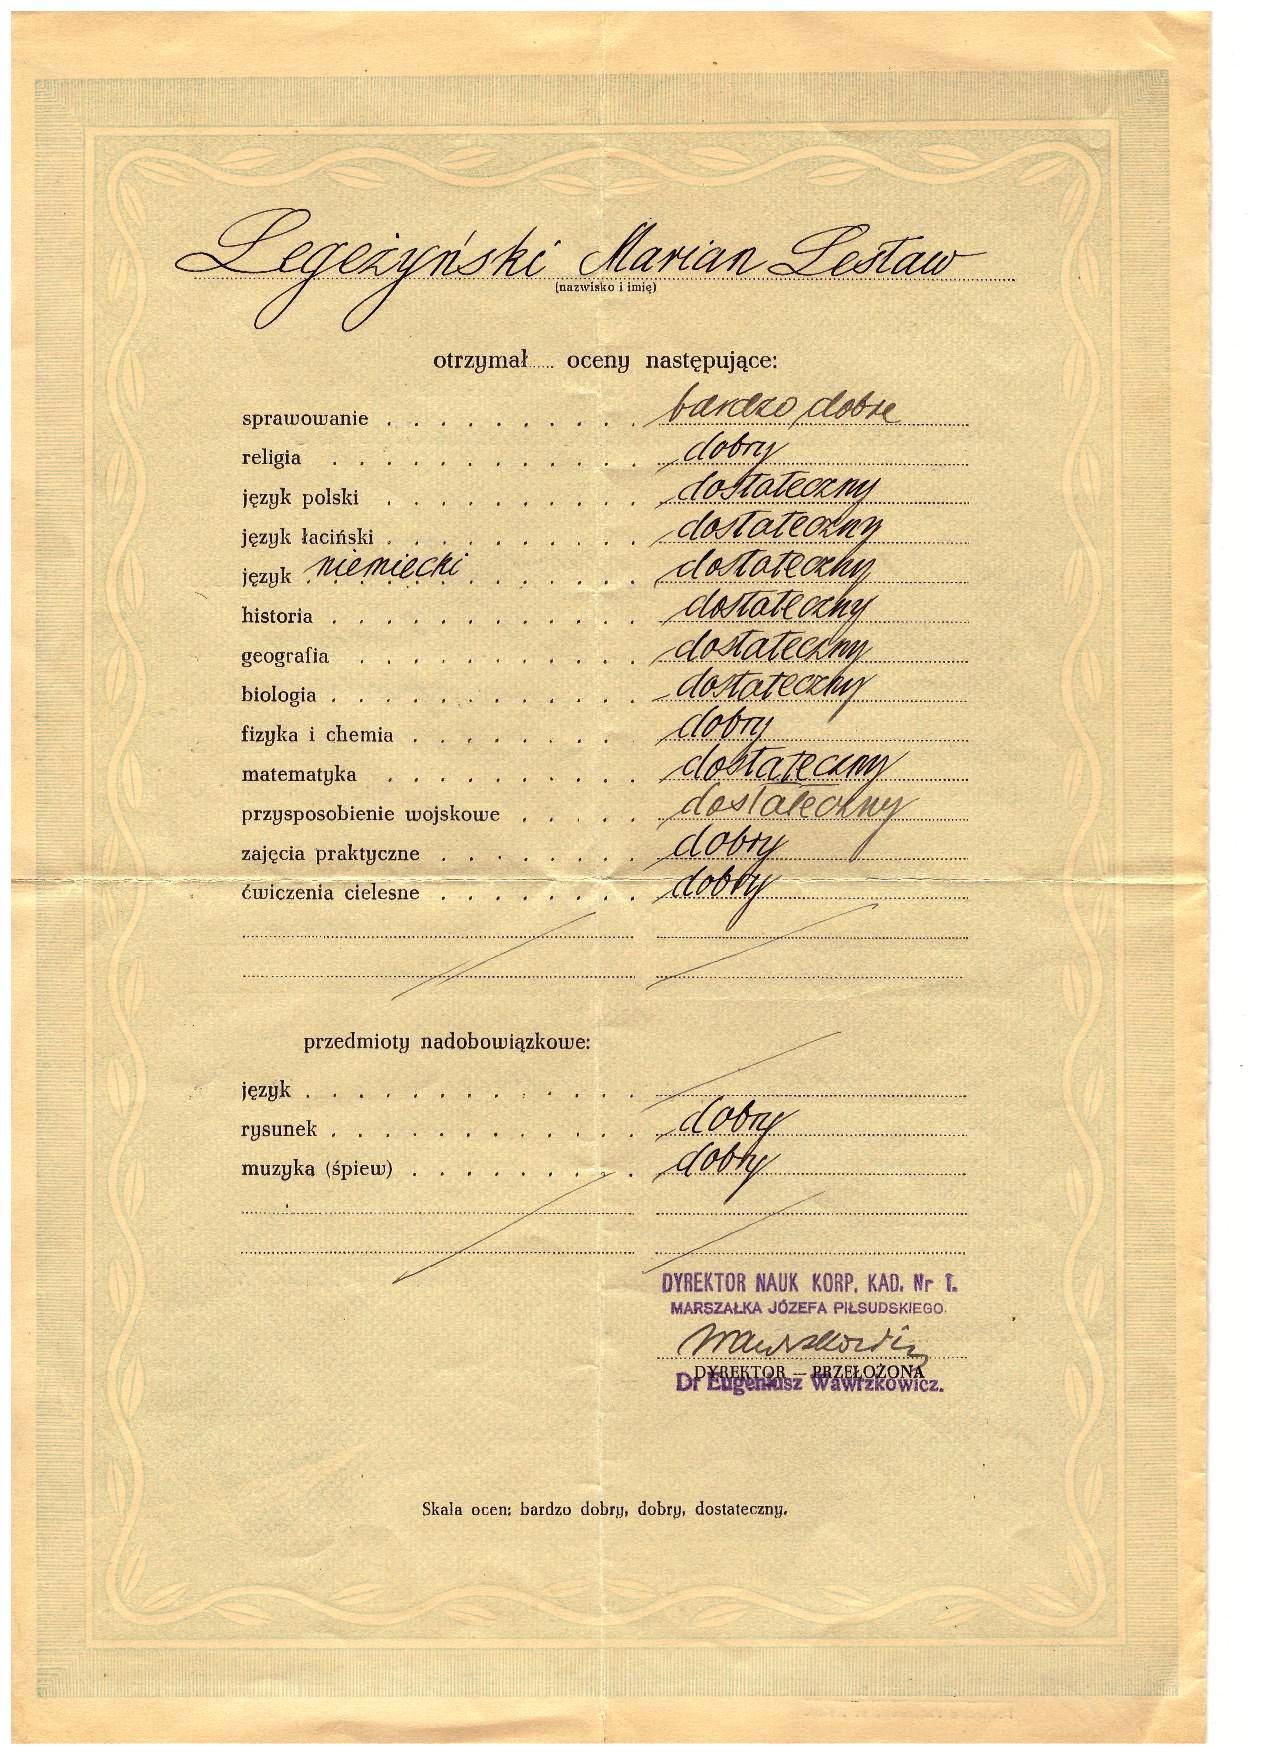 Legeżyński Marian Lesław
(nazwisko i imię)
otrzymał..... oceny następujące:
sprawowanie . . . . . . . . . . bardzo dobre
religia . . . . . . . . . . . . dobry
język polski . . . . . . . . . . dostateczny
język łaciński . . . . . . . . . . dostateczny
język niemiecki . . . . . . . dostateczny
historia . . . . . . . . . . . . dostateczny
geografia . . . . . . . . . . . dostateczny
biologia . . . . . . . . . . . . dostateczny
fizyka i chemia . . . . . . . . dobry
matematyka . . . . . . . . . . dostateczny
przysposobienie wojskowe . . . . . dostateczny
zajęcia praktyczne . . . . . . . . dobry
ćwiczenia cielesne . . . . . . . . dobry
przedmioty nadobowiązkowe:
język . . . . . . . . . . . . .
rysunek . . . . . . . . . . . . dobry
muzyka (śpiew) . . . . . . . . . dobry
DYREKTOR NAUK KORP. KAD. Nr 1.
MARSZAŁKA JÓZEFA PIŁSUDSKIEGO.
Wawrzkowicz
DYREKTOR — PRZEŁOŻONA
Dr Eugeniusz Wawrzkowicz.
Skala ocen: bardzo dobry, dobry, dostateczny.